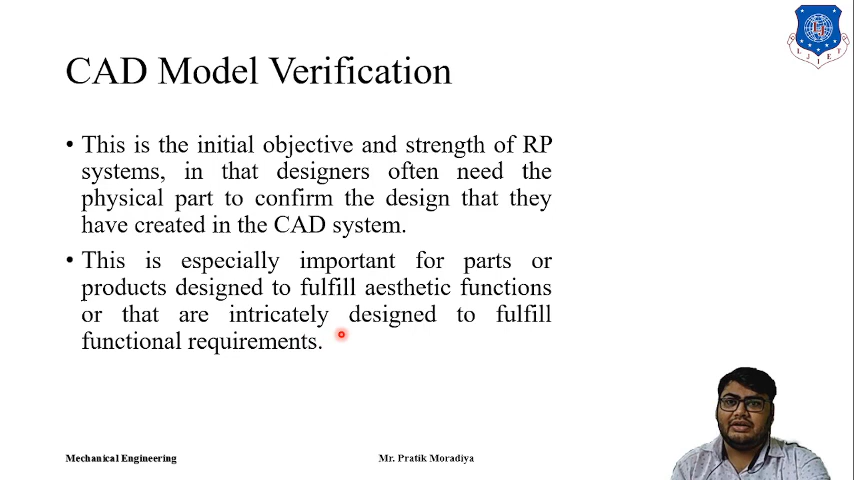 CAD Model Verification
• This is the initial objective and strength of RP
systems, in that designers often need the
physical part to confirm the design that they
have created in the CAD system.
• This is especially important for parts or
products designed to fulfill aesthetic functions
or that are intricately designed to fulfill
functional requirements.
Mechanical Engineering
Mr. Pratik Moradiya
LJIET